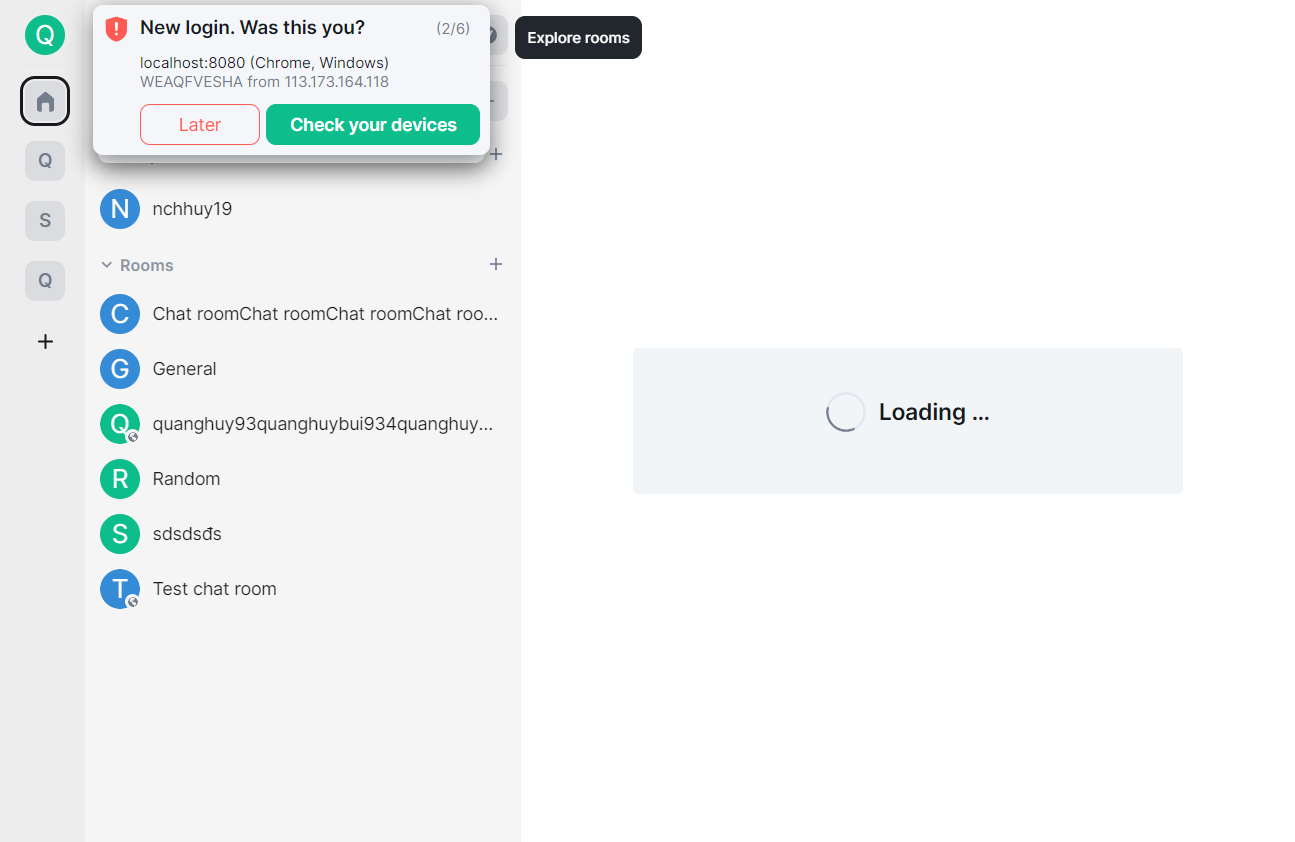 Q
New login. Was this you?
(2/6)
localhost:8080 (Chrome, Windows)
WEAQFVESHA from 113.173.164.118
Later
Check your devices
Explore rooms
Q
S
Q
+
N
nchhuy19
Rooms
C
Chat roomChat roomChat roomChat roo...
G
General
Q
quanghuy93quanghuybui934quanghuy...
R
Random
S
sdsdsđs
T
Test chat room
Loading ...